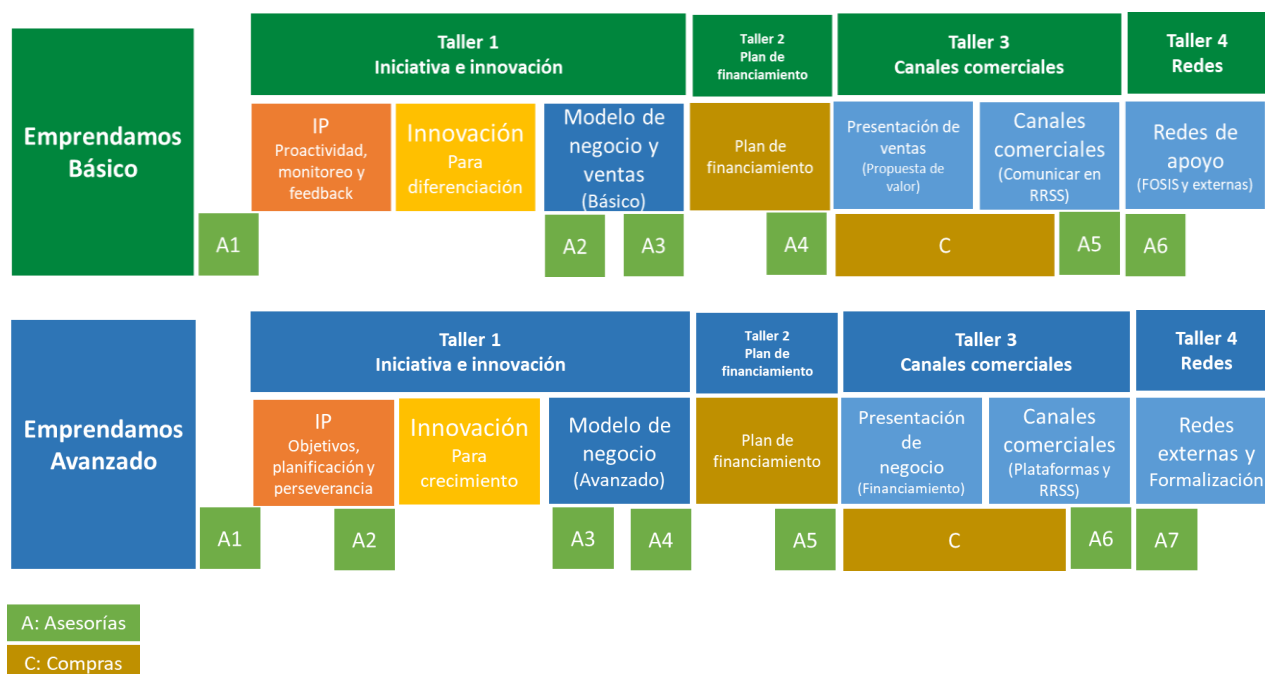 Emprendamos
Básico
Taller 1
Iniciativa e innovación
Taller 2
Plan de
financiamiento
Taller 3
Canales comerciales
Taller 4
Redes
IP
Proactividad,
monitoreo y
feedback
Innovación
Para
diferenciación
Modelo de
negocio y
ventas
(Básico)
Plan de
financiamiento
Presentación de
ventas
(Propuesta de
valor)
Canales
comerciales
(Comunicar en
RRSS)
Redes de
apoyo
(FOSIS y externas)
A1
A2
A3
A4
C
A5
A6
Emprendamos
Avanzado
Taller 1
Iniciativa e innovación
Taller 2
Plan de
financiamiento
Taller 3
Canales comerciales
Taller 4
Redes
IP
Objetivos,
planificación y
perseverancia
Innovación
Para
crecimiento
Modelo de
negocio
(Avanzado)
Plan de
financiamiento
Presentación
de
negocio
(Financiamiento)
Canales
comerciales
(Plataformas y
RRSS)
Redes
externas y
Formalización
A1
A2
A3
A4
A5
C
A6
A7
A: Asesorías
C: Compras